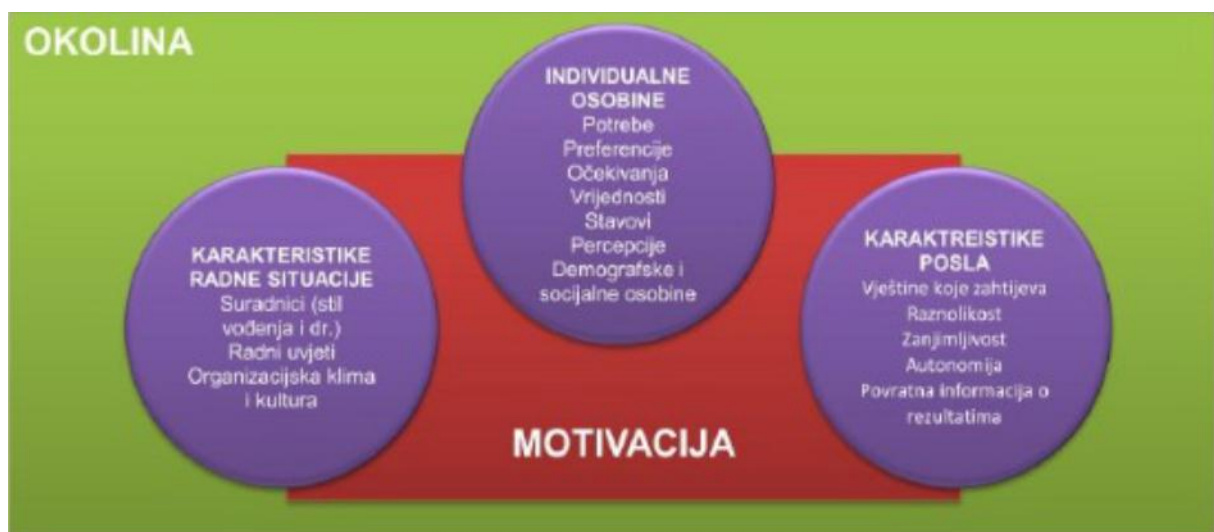 OKOLINA
INDIVIDUALNE
OSOBINE
Potrebe
Preferencije
Očekivanja
Vrijednosti
Stavovi
Percepcije
Demografske i
socijalne osobine
KARAKTERISTIKE
RADNE SITUACIJE
Suradnici (stil
vođenja i dr.)
Radni uvjeti
Organizacijska klima
i kultura
KARAKTREISTIKE
POSLA
Vještine koje zahtijeva
Raznolikost
Zanjimljivost
Autonomija
Povratna informacija o
rezultatima
MOTIVACIJA